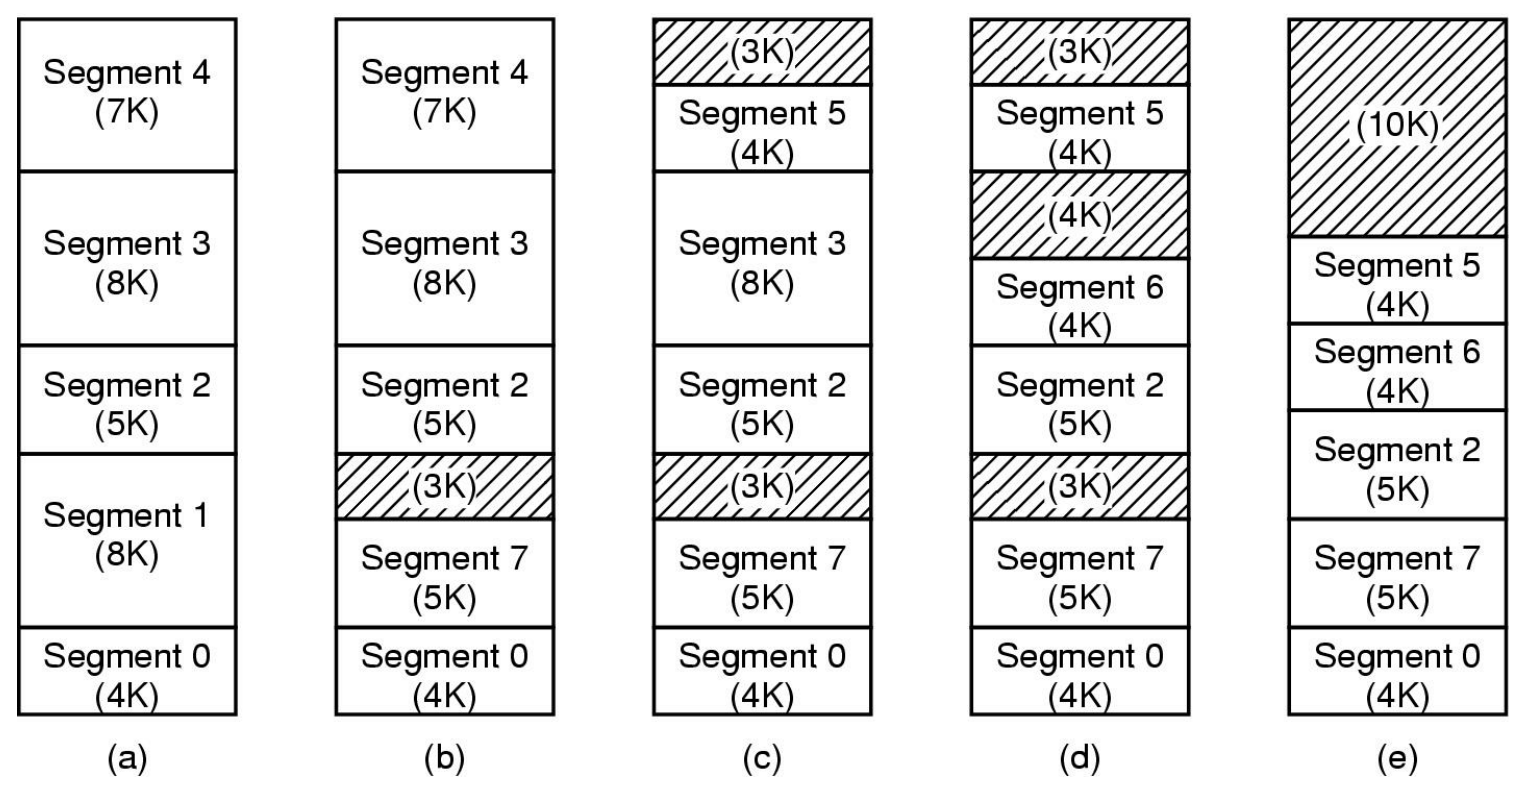 Segment 4
(7K)
Segment 3
(8K)
Segment 2
(5K)
Segment 1
(8K)
Segment 0
(4K)
(a)
Segment 4
(7K)
Segment 3
(8K)
Segment 2
(5K)
(3K)
Segment 7
(5K)
Segment 0
(4K)
(b)
(3K)
Segment 5
(4K)
Segment 3
(8K)
Segment 2
(5K)
(3K)
Segment 7
(5K)
Segment 0
(4K)
(c)
(3K)
Segment 5
(4K)
(4K)
Segment 6
(4K)
Segment 2
(5K)
(3K)
Segment 7
(5K)
Segment 0
(4K)
(d)
(10K)
Segment 5
(4K)
Segment 6
(4K)
Segment 2
(5K)
Segment 7
(5K)
Segment 0
(4K)
(e)